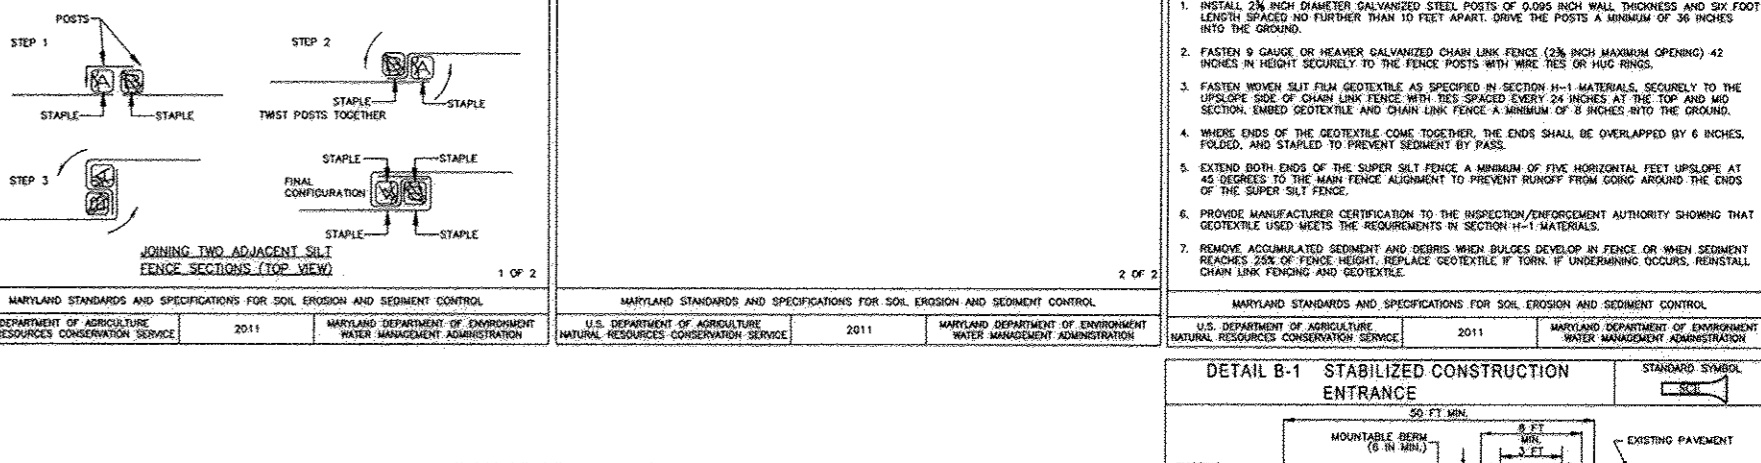 POSTS
STEP 1
A B
STAPLE STAPLE
STEP 2
B A
STAPLE STAPLE
TWIST POSTS TOGETHER
STEP 3
A
B
STAPLE STAPLE
FINAL
CONFIGURATION
STAPLE STAPLE
JOINING TWO ADJACENT SILT
FENCE SECTIONS (TOP VIEW)
1 OF 2
MARYLAND STANDARDS AND SPECIFICATIONS FOR SOIL EROSION AND SEDIMENT CONTROL
DEPARTMENT OF AGRICULTURE
RESOURCES CONSERVATION SERVICE
2011
MARYLAND DEPARTMENT OF ENVIRONMENT
WATER MANAGEMENT ADMINISTRATION
2 OF 2
MARYLAND STANDARDS AND SPECIFICATIONS FOR SOIL EROSION AND SEDIMENT CONTROL
U.S. DEPARTMENT OF AGRICULTURE
NATURAL RESOURCES CONSERVATION SERVICE
2011
MARYLAND DEPARTMENT OF ENVIRONMENT
WATER MANAGEMENT ADMINISTRATION
1. INSTALL 2⅜ INCH DIAMETER GALVANIZED STEEL POSTS OF 0.095 INCH WALL THICKNESS AND SIX FOOT
LENGTH SPACED NO FURTHER THAN 10 FEET APART. DRIVE THE POSTS A MINIMUM OF 36 INCHES
INTO THE GROUND.
2. FASTEN 9 GAUGE OR HEAVIER GALVANIZED CHAIN LINK FENCE (2⅜ INCH MAXIMUM OPENING) 42
INCHES IN HEIGHT SECURELY TO THE FENCE POSTS WITH WIRE TIES OR HUG RINGS.
3. FASTEN WOVEN SLIT FILM GEOTEXTILE AS SPECIFIED IN SECTION H-1 MATERIALS, SECURELY TO THE
UPSLOPE SIDE OF CHAIN LINK FENCE WITH TIES SPACED EVERY 24 INCHES AT THE TOP AND MID
SECTION. EMBED GEOTEXTILE AND CHAIN LINK FENCE A MINIMUM OF 8 INCHES INTO THE GROUND.
4. WHERE ENDS OF THE GEOTEXTILE COME TOGETHER, THE ENDS SHALL BE OVERLAPPED BY 6 INCHES,
FOLDED, AND STAPLED TO PREVENT SEDIMENT BY PASS.
5. EXTEND BOTH ENDS OF THE SUPER SILT FENCE A MINIMUM OF FIVE HORIZONTAL FEET UPSLOPE AT
45 DEGREES TO THE MAIN FENCE ALIGNMENT TO PREVENT RUNOFF FROM GOING AROUND THE ENDS
OF THE SUPER SILT FENCE.
6. PROVIDE MANUFACTURER CERTIFICATION TO THE INSPECTION/ENFORCEMENT AUTHORITY SHOWING THAT
GEOTEXTILE USED MEETS THE REQUIREMENTS IN SECTION H-1 MATERIALS.
7. REMOVE ACCUMULATED SEDIMENT AND DEBRIS WHEN BULGES DEVELOP IN FENCE OR WHEN SEDIMENT
REACHES 25% OF FENCE HEIGHT. REPLACE GEOTEXTILE IF TORN. IF UNDERMINING OCCURS, REINSTALL
CHAIN LINK FENCING AND GEOTEXTILE.
MARYLAND STANDARDS AND SPECIFICATIONS FOR SOIL EROSION AND SEDIMENT CONTROL
U.S. DEPARTMENT OF AGRICULTURE
NATURAL RESOURCES CONSERVATION SERVICE
2011
MARYLAND DEPARTMENT OF ENVIRONMENT
WATER MANAGEMENT ADMINISTRATION
DETAIL B-1 STABILIZED CONSTRUCTION
ENTRANCE
STANDARD SYMBOL
SCE
50 FT MIN.
MOUNTABLE BERM
(6 IN MIN.)
8 FT
MIN.
3 FT
EXISTING PAVEMENT